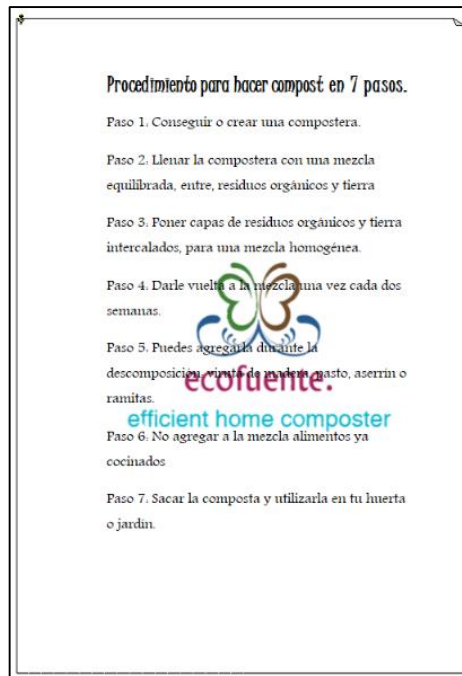 Procedimiento para hacer compost en 7 pasos.
Paso 1. Conseguir o crear una compostera.
Paso 2. Llenar la compostera con una mezcla
equilibrada, entre, residuos orgánicos y tierra
Paso 3. Poner capas de residuos orgánicos y tierra
intercalados, para una mezcla homogénea.
Paso 4. Darle vuelta a la mezcla una vez cada dos
semanas.
Paso 5. Puedes agregarla durante la
descomposición, viruta de madera, pasto, aserrín o
ecofuente.
ramitas.
efficient home composter
Paso 6. No agregar a la mezcla alimentos ya
cocinados
Paso 7. Sacar la composta y utilizarla en tu huerta
o jardín.